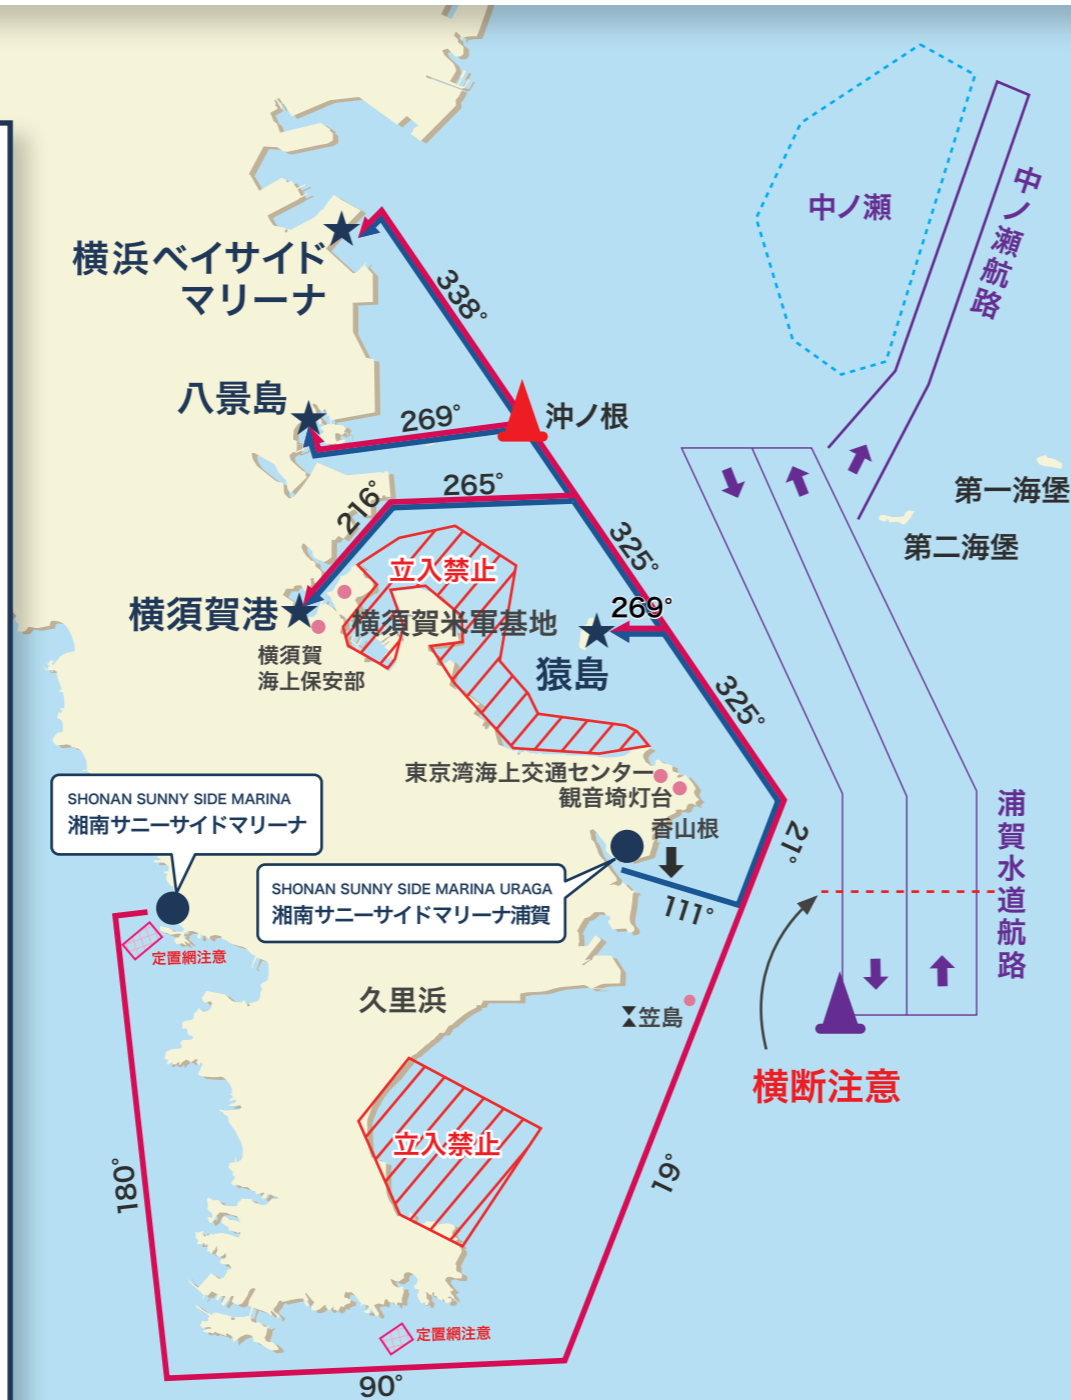 中ノ瀬
中ノ瀬航路
横浜ベイサイド
マリーナ
338°
八景島
269°
沖ノ根
265°
216°
第一海堡
第二海堡
325°
立入禁止
横須賀港
横須賀米軍基地
269°
横須賀
海上保安部
猿島
325°
東京湾海上交通センター
観音埼灯台
SHONAN SUNNY SIDE MARINA
湘南サニーサイドマリーナ
香山根
21°
浦賀水道航路
SHONAN SUNNY SIDE MARINA URAGA
湘南サニーサイドマリーナ浦賀
111°
定置網注意
久里浜
笠島
横断注意
立入禁止
19°
180°
定置網注意
90°